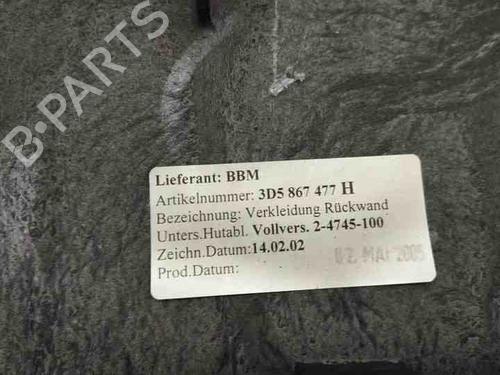 B-PARTS
Lieferant: BBM
Artikelnummer: 3D5 867 477 H
Bezeichnung: Verkleidung Rückwand
Unters.Hutabl. Vollvers. 2-4745-100
Zeichn.Datum:14.02.02
Prod.Datum: 02. MAI 2005